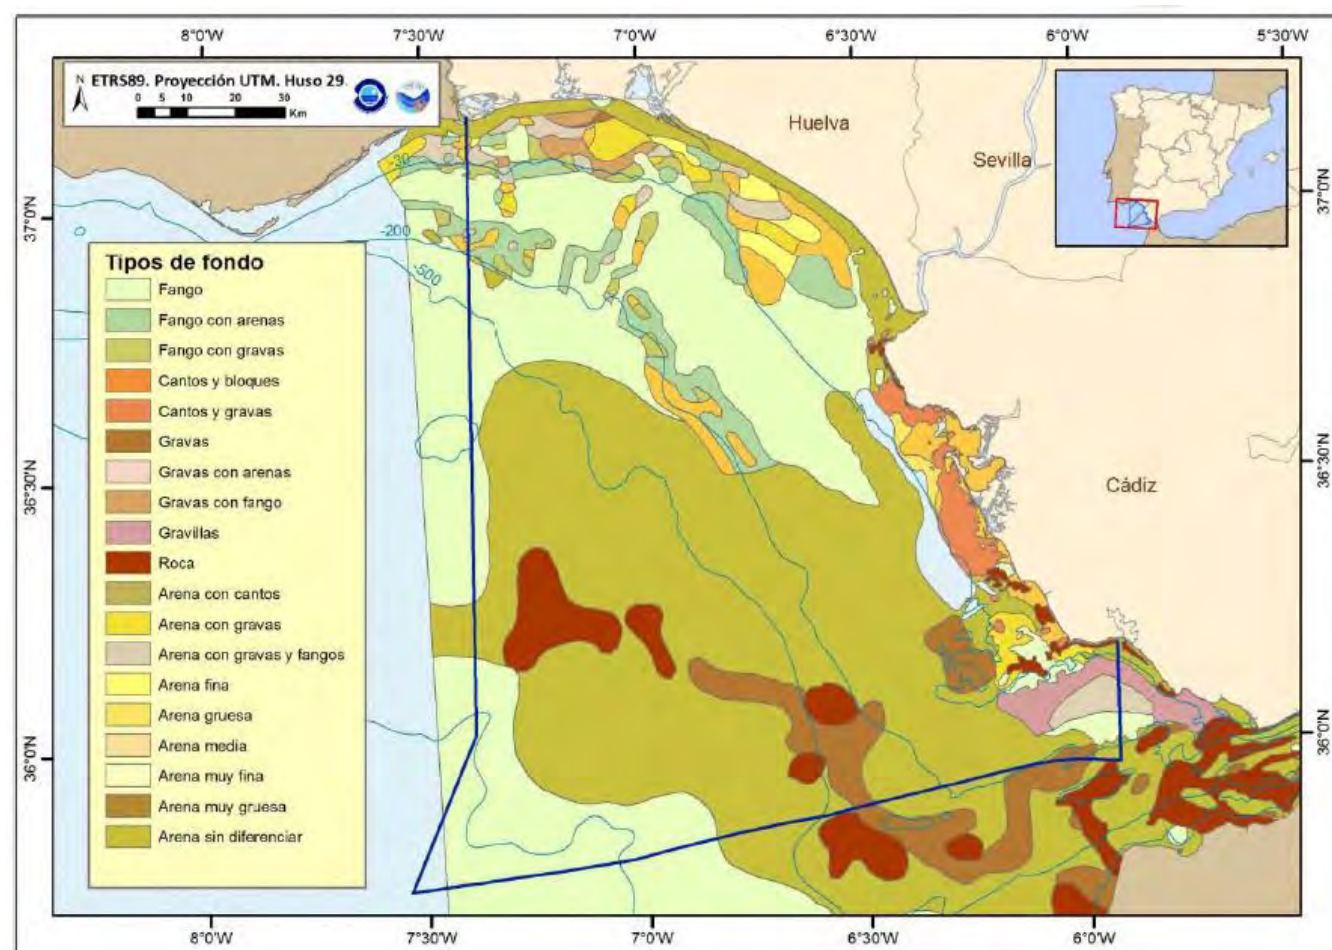 8°0'W 7°30'W 7°0'W 6°30'W 6°0'W 5°30'W
N ETRS89. Proyección UTM. Huso 29.
0 5 10 20 30
Km
Huelva
Sevilla
Cádiz
37°0'N
36°30'N
36°0'N
37°0'N
36°30'N
36°0'N
-30
-200
-500
0
Tipos de fondo
Fango
Fango con arenas
Fango con gravas
Cantos y bloques
Cantos y gravas
Gravas
Gravas con arenas
Gravas con fango
Gravillas
Roca
Arena con cantos
Arena con gravas
Arena con gravas y fangos
Arena fina
Arena gruesa
Arena media
Arena muy fina
Arena muy gruesa
Arena sin diferenciar
8°0'W 7°30'W 7°0'W 6°30'W 6°0'W